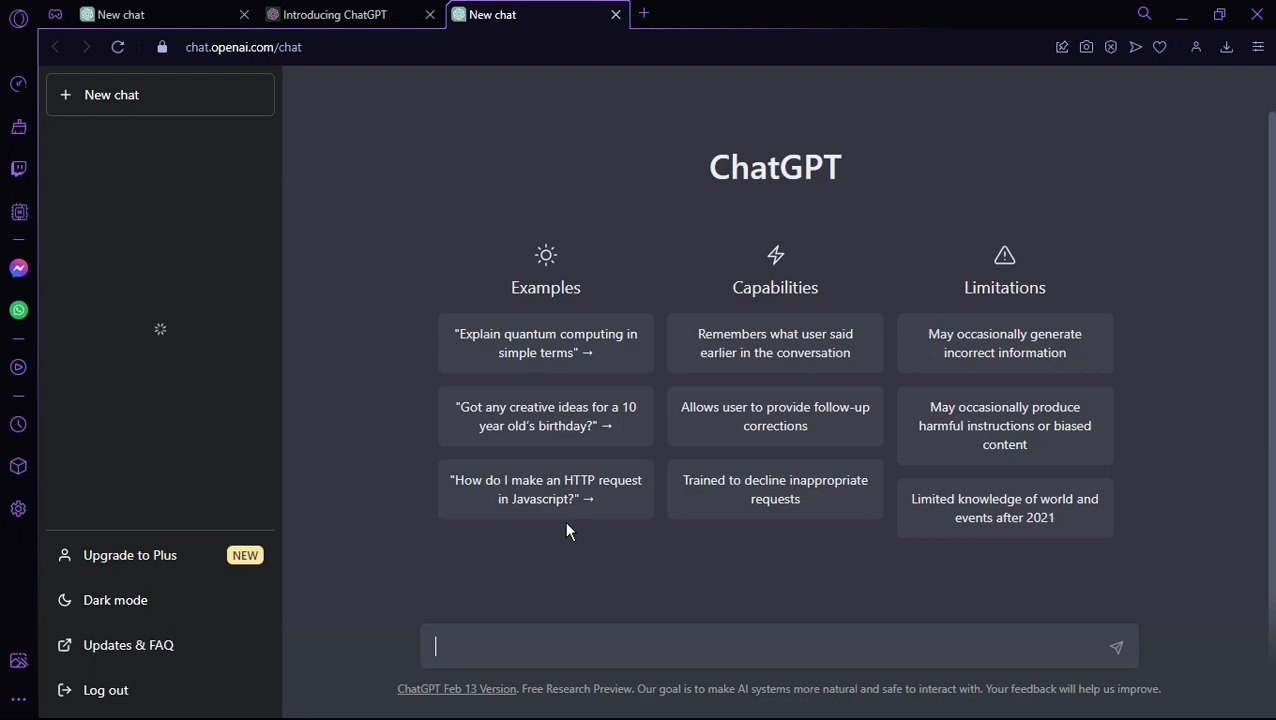 New chat
Introducing ChatGPT
New chat
chat.openai.com/chat
New chat
Upgrade to Plus
NEW
Dark mode
Updates & FAQ
Log out
ChatGPT
Examples
"Explain quantum computing in
simple terms" →
"Got any creative ideas for a 10
year old's birthday?" →
"How do I make an HTTP request
in Javascript?" →
Capabilities
Remembers what user said
earlier in the conversation
Allows user to provide follow-up
corrections
Trained to decline inappropriate
requests
Limitations
May occasionally generate
incorrect information
May occasionally produce
harmful instructions or biased
content
Limited knowledge of world and
events after 2021
ChatGPT Feb 13 Version. Free Research Preview. Our goal is to make AI systems more natural and safe to interact with. Your feedback will help us improve.